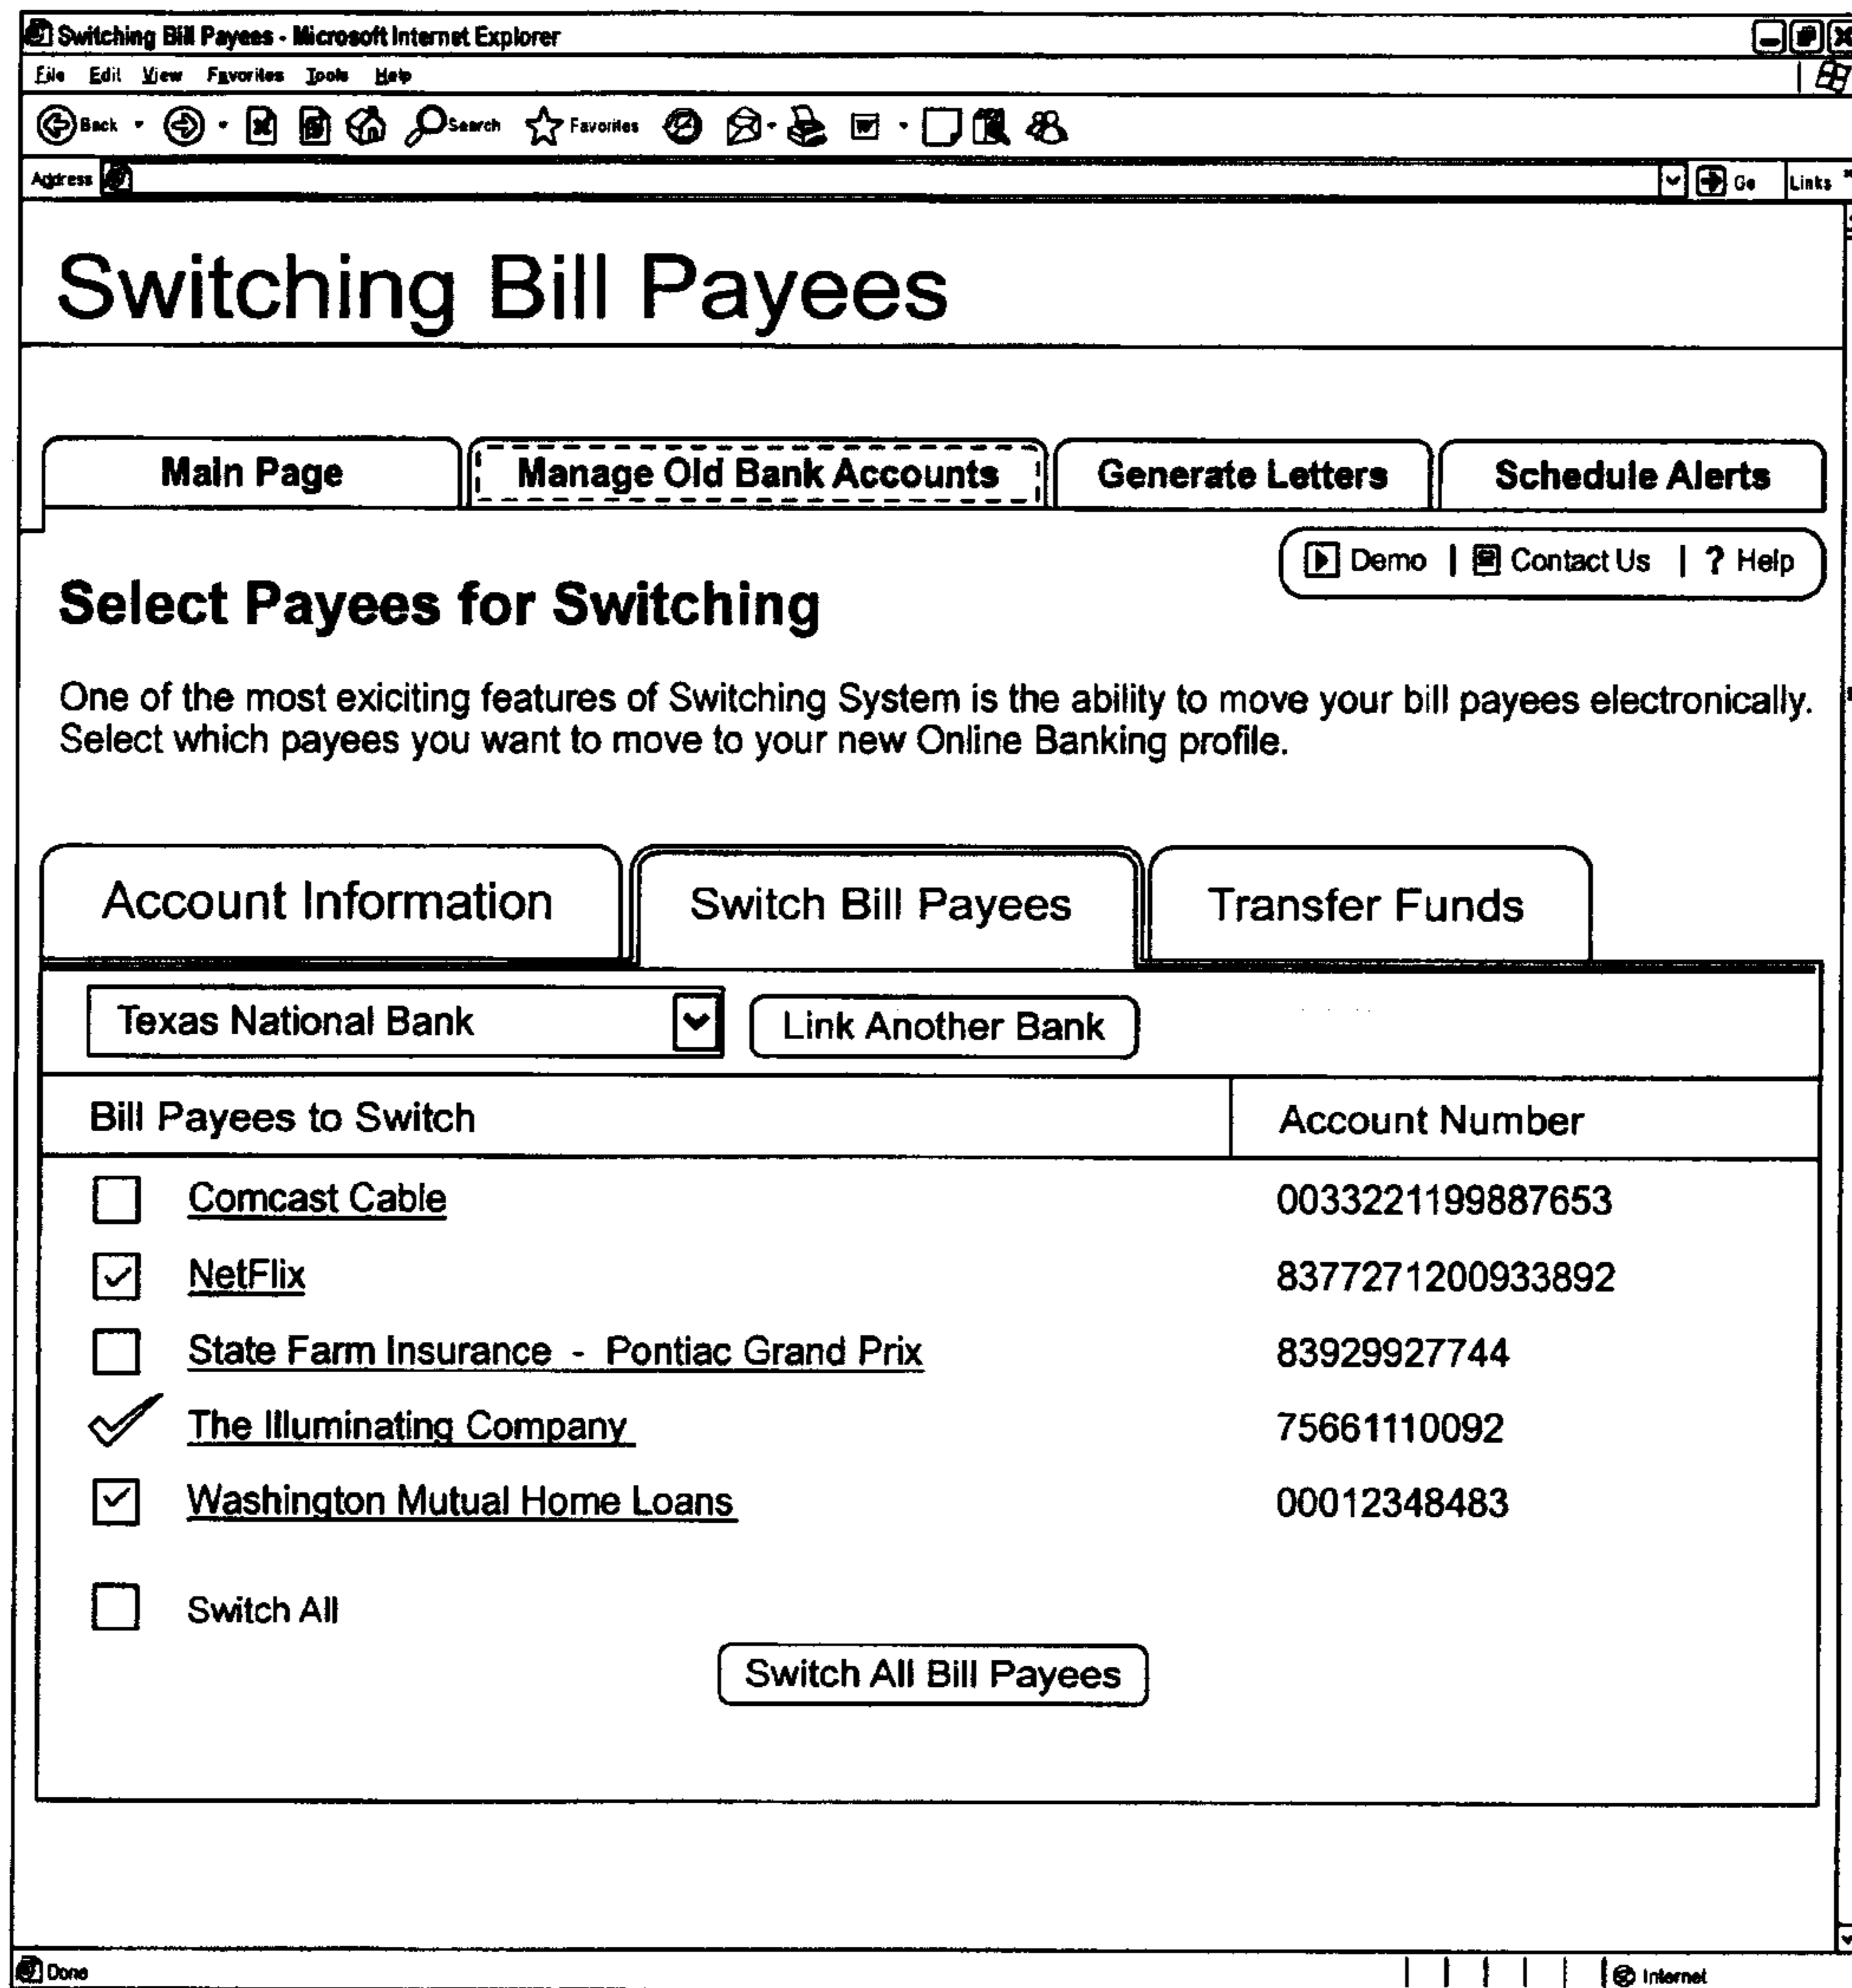 Switching Bill Payees - Microsoft Internet Explorer
File Edit View Favorites Tools Help
Back Search Favorites
Address Go Links
Switching Bill Payees
Main Page Manage Old Bank Accounts Generate Letters Schedule Alerts
Demo | Contact Us | ? Help
Select Payees for Switching
One of the most exiciting features of Switching System is the ability to move your bill payees electronically.
Select which payees you want to move to your new Online Banking profile.
Account Information Switch Bill Payees Transfer Funds
Texas National Bank Link Another Bank
Bill Payees to Switch Account Number
Comcast Cable 0033221199887653
NetFlix 8377271200933892
State Farm Insurance - Pontiac Grand Prix 83929927744
The Illuminating Company 75661110092
Washington Mutual Home Loans 00012348483
Switch All
Switch All Bill Payees
Done Internet